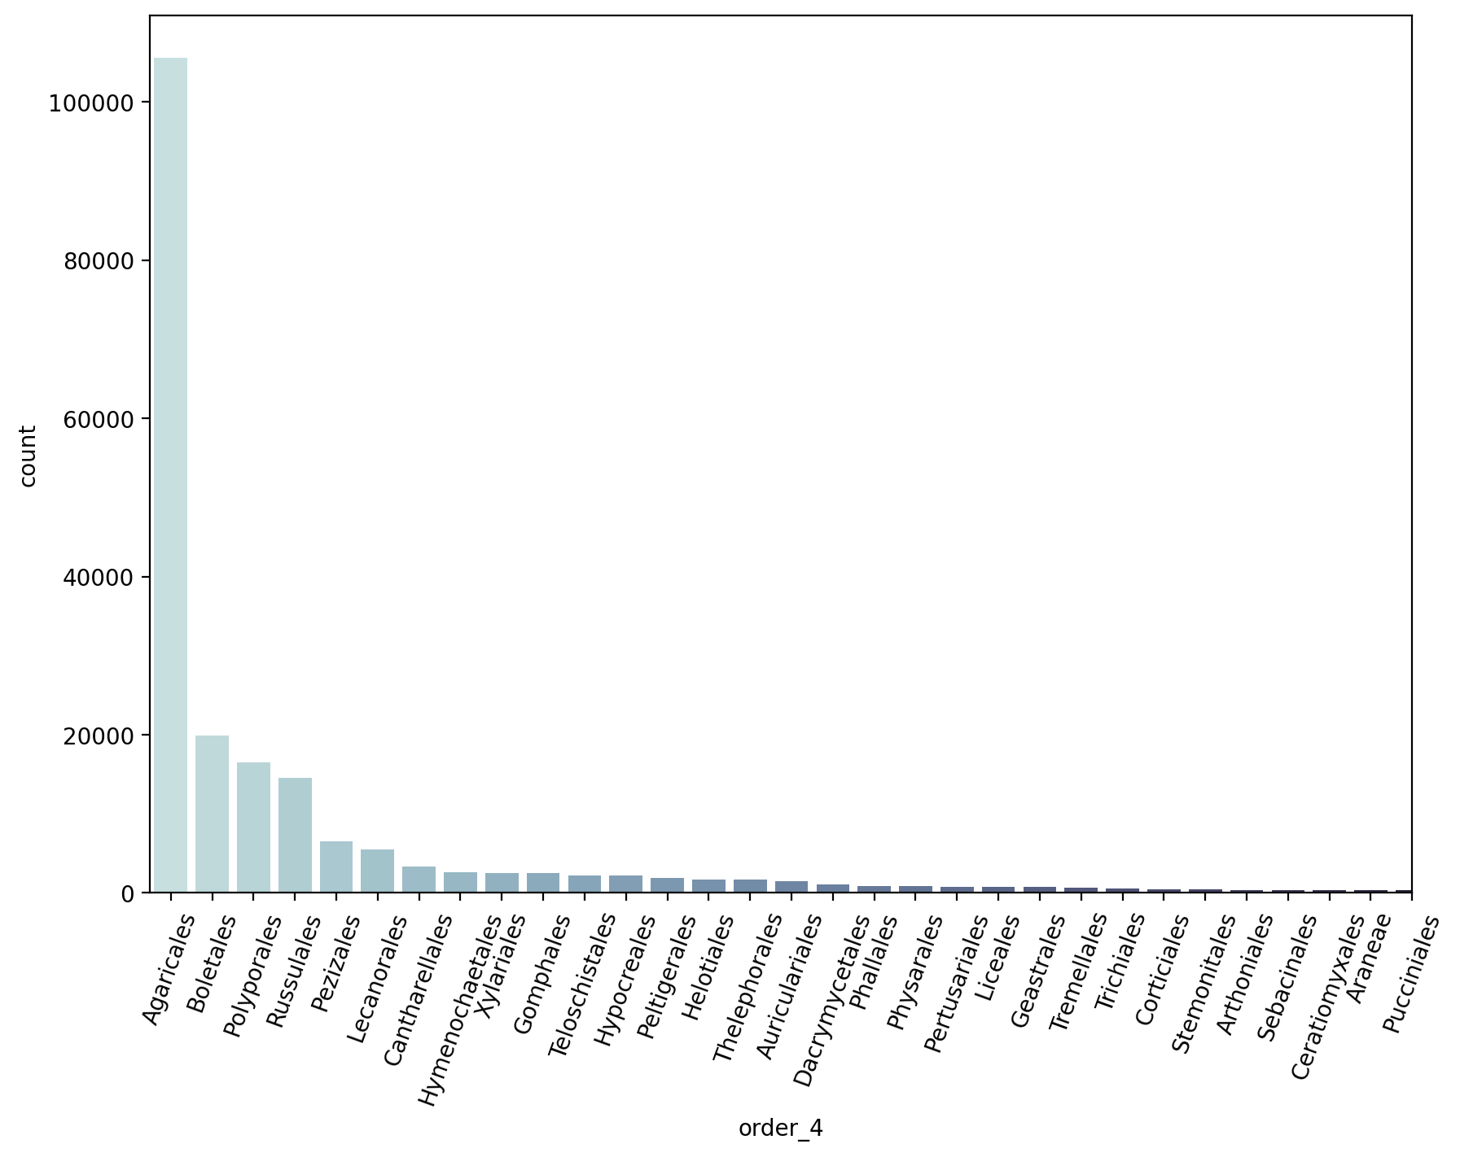 100000
80000
60000
40000
20000
0
count
Agaricales
Boletales
Polyporales
Russulales
Pezizales
Lecanorales
Cantharellales
Hymenochaetales
Xylariales
Gomphales
Teloschistales
Hypocreales
Peltigerales
Helotiales
Thelephorales
Auriculariales
Dacrymycetales
Phallales
Physarales
Pertusariales
Liceales
Geastrales
Tremellales
Trichiales
Corticiales
Stemonitales
Arthoniales
Sebacinales
Ceratiomyxales
Araneae
Pucciniales
order_4